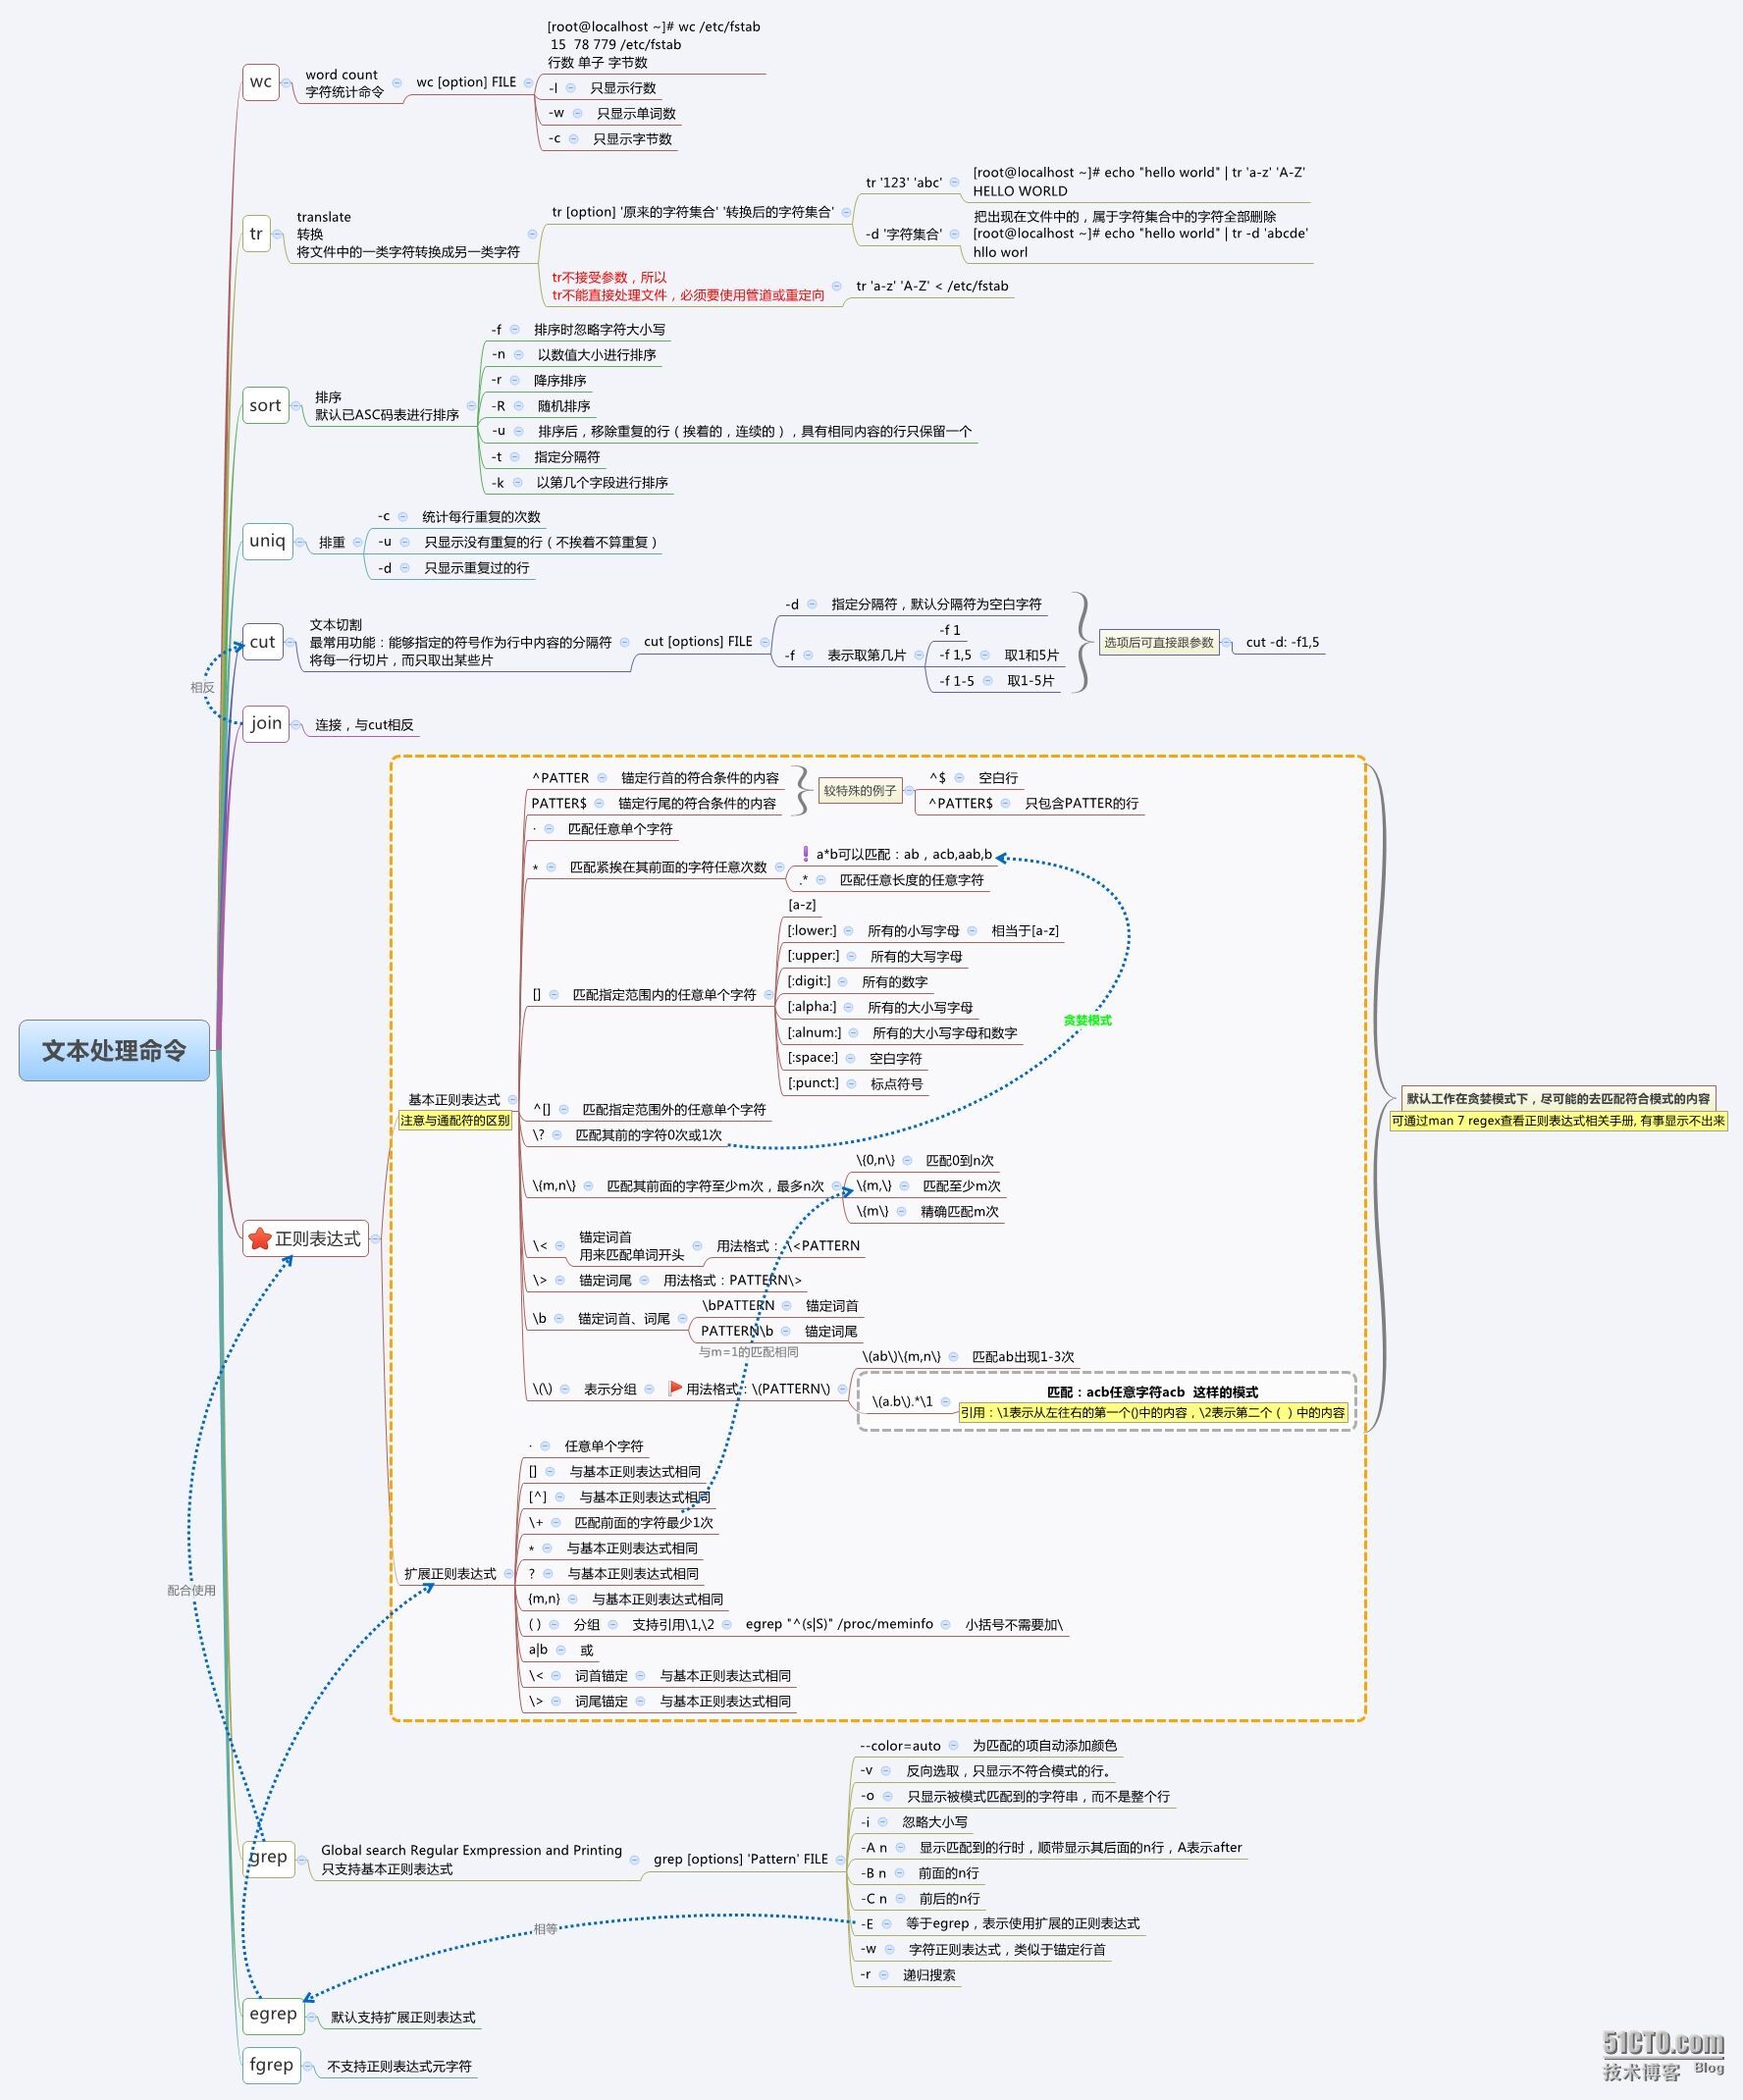 文本处理命令
wc
word count
字符统计命令
wc [option] FILE
[root@localhost ~]# wc /etc/fstab
15  78 779 /etc/fstab
行数 单子 字节数
-l
只显示行数
-w
只显示单词数
-c
只显示字节数
tr
translate
转换
将文件中的一类字符转换成另一类字符
tr [option] '原来的字符集合' '转换后的字符集合'
tr '123' 'abc'
[root@localhost ~]# echo "hello world" | tr 'a-z' 'A-Z'
HELLO WORLD
-d '字符集合'
把出现在文件中的，属于字符集合中的字符全部删除
[root@localhost ~]# echo "hello world" | tr -d 'abcde'
hllo worl
tr不接受参数，所以
tr不能直接处理文件，必须要使用管道或重定向
tr 'a-z' 'A-Z' < /etc/fstab
sort
排序
默认已ASC码表进行排序
-f
排序时忽略字符大小写
-n
以数值大小进行排序
-r
降序排序
-R
随机排序
-u
排序后，移除重复的行（挨着的，连续的），具有相同内容的行只保留一个
-t
指定分隔符
-k
以第几个字段进行排序
uniq
排重
-c
统计每行重复的次数
-u
只显示没有重复的行（不挨着不算重复）
-d
只显示重复过的行
cut
文本切割
最常用功能：能够指定的符号作为行中内容的分隔符
将每一行切片，而只取出某些片
cut [options] FILE
-d
指定分隔符，默认分隔符为空白字符
-f
表示取第几片
-f 1
-f 1,5
取1和5片
-f 1-5
取1-5片
选项后可直接跟参数
cut -d: -f1,5
相反
join
连接，与cut相反
正则表达式
基本正则表达式
注意与通配符的区别
^PATTER
锚定行首的符合条件的内容
PATTER$
锚定行尾的符合条件的内容
较特殊的例子
^$
空白行
^PATTER$
只包含PATTER的行
.
匹配任意单个字符
*
匹配紧挨在其前面的字符任意次数
a*b可以匹配：ab，acb,aab,b
.*
匹配任意长度的任意字符
[]
匹配指定范围内的任意单个字符
[a-z]
[:lower:]
所有的小写字母
相当于[a-z]
[:upper:]
所有的大写字母
[:digit:]
所有的数字
[:alpha:]
所有的大小写字母
[:alnum:]
所有的大小写字母和数字
[:space:]
空白字符
[:punct:]
标点符号
贪婪模式
^[]
匹配指定范围外的任意单个字符
\?
匹配其前的字符0次或1次
\{m,n\}
匹配其前面的字符至少m次，最多n次
\{0,n\}
匹配0到n次
\{m,\}
匹配至少m次
\{m\}
精确匹配m次
\<
锚定词首
用来匹配单词开头
用法格式： \<PATTERN
\>
锚定词尾
用法格式：PATTERN\>
\b
锚定词首、词尾
\bPATTERN
锚定词首
PATTERN\b
锚定词尾
与m=1的匹配相同
\(\)
表示分组
用法格式：\(PATTERN\)
\(ab\)\{m,n\}
匹配ab出现1-3次
\(a.b\).*\1
匹配：acb任意字符acb  这样的模式
引用：\1表示从左往右的第一个()中的内容，\2表示第二个（ ）中的内容
默认工作在贪婪模式下，尽可能的去匹配符合模式的内容
可通过man 7 regex查看正则表达式相关手册, 有事显示不出来
扩展正则表达式
.
任意单个字符
[]
与基本正则表达式相同
[^]
与基本正则表达式相同
\+
匹配前面的字符最少1次
*
与基本正则表达式相同
?
与基本正则表达式相同
{m,n}
与基本正则表达式相同
( )
分组
支持引用\1,\2
egrep "^(s|S)" /proc/meminfo
小括号不需要加\
a|b
或
\<
词首锚定
与基本正则表达式相同
\>
词尾锚定
与基本正则表达式相同
配合使用
grep
Global search Regular Exmpression and Printing
只支持基本正则表达式
grep [options] 'Pattern' FILE
--color=auto
为匹配的项自动添加颜色
-v
反向选取，只显示不符合模式的行。
-o
只显示被模式匹配到的字符串，而不是整个行
-i
忽略大小写
-A n
显示匹配到的行时，顺带显示其后面的n行，A表示after
-B n
前面的n行
-C n
前后的n行
-E
等于egrep，表示使用扩展的正则表达式
-w
字符正则表达式，类似于锚定行首
-r
递归搜索
相等
egrep
默认支持扩展正则表达式
fgrep
不支持正则表达式元字符
51CTO.com
技术博客 Blog